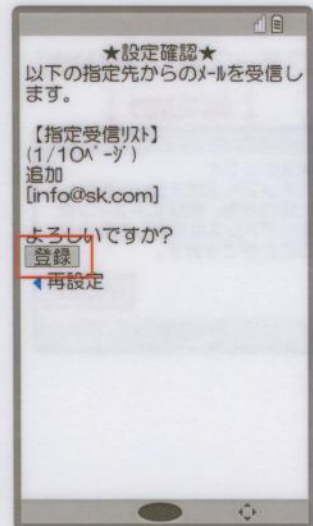 ★設定確認★
以下の指定先からのﾒｰﾙを受信し
ます。
【指定受信ﾘｽﾄ】
(1/10ﾍﾟｰｼﾞ)
追加
[info@sk.com]
よろしいですか?
登録
再設定